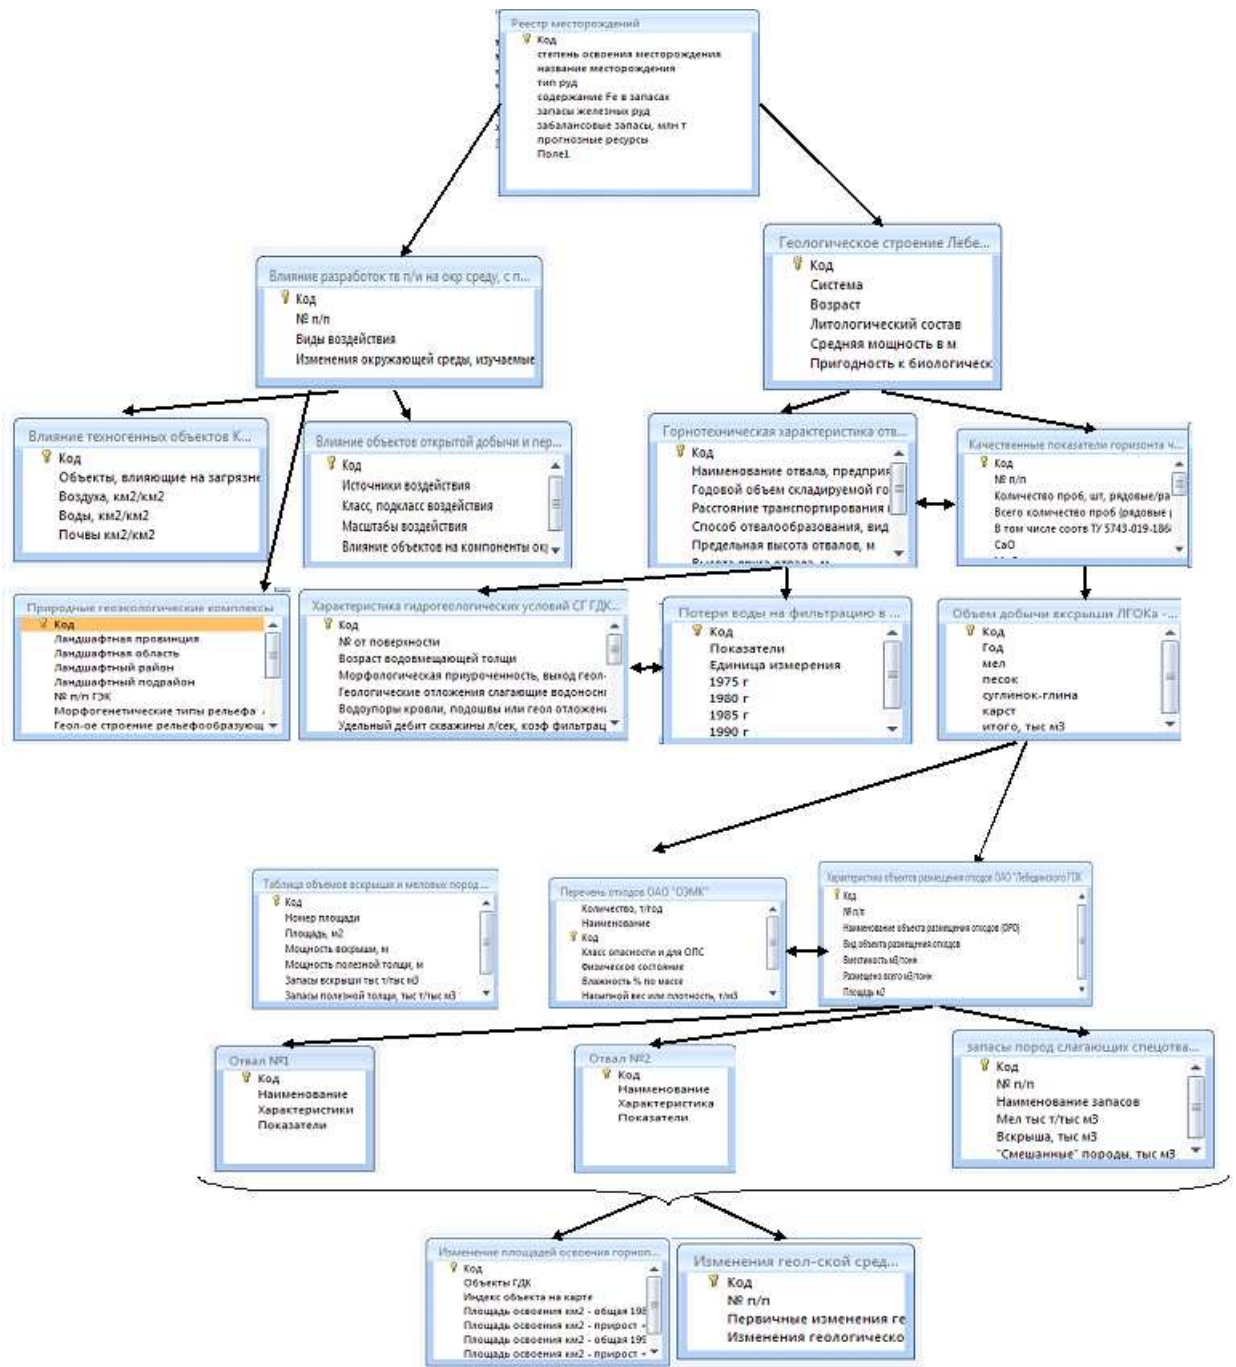 Реестр месторождений
Код
степень освоения месторождения
название месторождения
тип руд
содержание Fe в запасах
запасы железных руд
забалансовые запасы, млн т
прогнозные ресурсы
Поле1
Влияние разработок тв п/и на окр среду, с п...
Код
№ п/п
Виды воздействия
Изменения окружающей среды, изучаемые
Геологическое строение Лебе...
Код
Система
Возраст
Литологический состав
Средняя мощность в м
Пригодность к биологическ
Влияние техногенных объектов К...
Код
Объекты, влияющие на загрязне
Воздуха, км2/км2
Воды, км2/км2
Почвы км2/км2
Влияние объектов открытой добычи и пер...
Код
Источники воздействия
Класс, подкласс воздействия
Масштабы воздействия
Влияние объектов на компоненты окр
Горнотехническая характеристика отв...
Код
Наименование отвала, предприя
Годовой объем складируемой го
Расстояние транспортирования
Способ отвалообразования, вид
Предельная высота отвалов, м
Качественные показатели горизонта ч...
Код
№ п/п
Количество проб, шт, рядовые/ра
Всего количество проб (рядовые
В том числе соотв ТУ 5743-019-186
CaO
Природные геоэкологические комплексы
Код
Ландшафтная провинция
Ландшафтная область
Ландшафтный район
Ландшафтный подрайон
№ п/п ГЭК
Морфогенетические типы рельефа
Геол-ое строение рельефообразующ
Характеристика гидрогеологических условий СГ ГДК...
Код
№ от поверхности
Возраст водовмещающей толщи
Морфологическая приуроченность, выход геол-
Геологические отложения слагающие водоносн
Водоупоры кровли, подошвы или геол отложени
Удельный дебит скважины л/сек, коэф фильтрац
Потери воды на фильтрацию в ...
Код
Показатели
Единица измерения
1975 г
1980 г
1985 г
1990 г
Объем добычи вксрыши ЛГОКа -...
Код
Год
мел
песок
суглинок-глина
карст
итого, тыс м3
Таблица объемов вскрыши и меловых пород ...
Код
Номер площади
Площадь, м2
Мощность вскрыши, м
Мощность полезной толщи, м
Запасы вскрыши тыс т/тыс м3
Запасы полезной толщи, тыс т/тыс м3
Перечень отходов ОАО "ОЭМК"
Количество, т/год
Наименование
Код
Класс опасности и для ОПС
Физическое состояние
Влажность % по массе
Насыпной вес или плотность, т/м3
Характеристика объектов размещения отходов ОАО "Лебединского ГОК
Код
№ п/п
Наименование объекта размещения отходов (ОРО)
Вид объекта размещения отходов
Вместимость м3/тонн
Размещено всего м3/тонн
Площадь м2
Отвал №1
Код
Наименование
Характеристики
Показатели
Отвал №2
Код
Наименование
Характеристика
Показатели
запасы пород слагающих спецотва...
Код
№ п/п
Наименование запасов
Мел тыс т/тыс м3
Вскрыша, тыс м3
"Смешанные" породы, тыс м3
Изменение площадей освоения горноп...
Код
Объекты ГДК
Индекс объекта на карте
Площадь освоения км2 - общая 198
Площадь освоения км2 - прирост
Площадь освоения км2 - общая 199
Площадь освоения км2 - прирост
Изменения геол-ской сред...
Код
№ п/п
Первичные изменения ге
Изменения геологическо